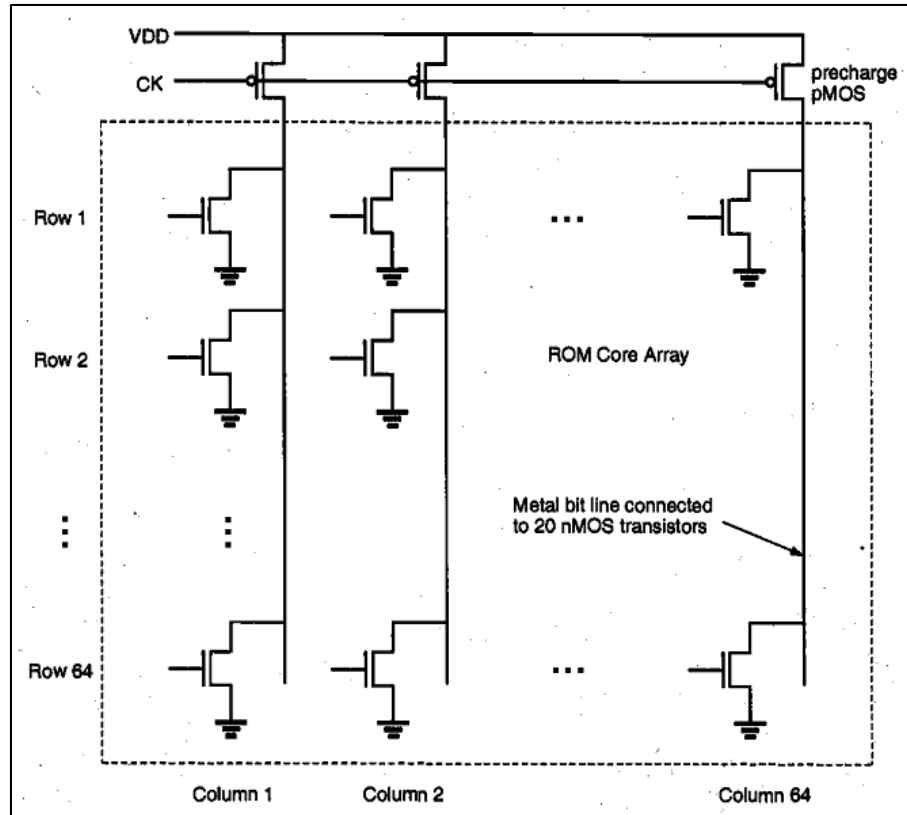 VDD
CK
precharge
pMOS
Row 1
Row 2
ROM Core Array
Metal bit line connected
to 20 nMOS transistors
Row 64
Column 1
Column 2
Column 64